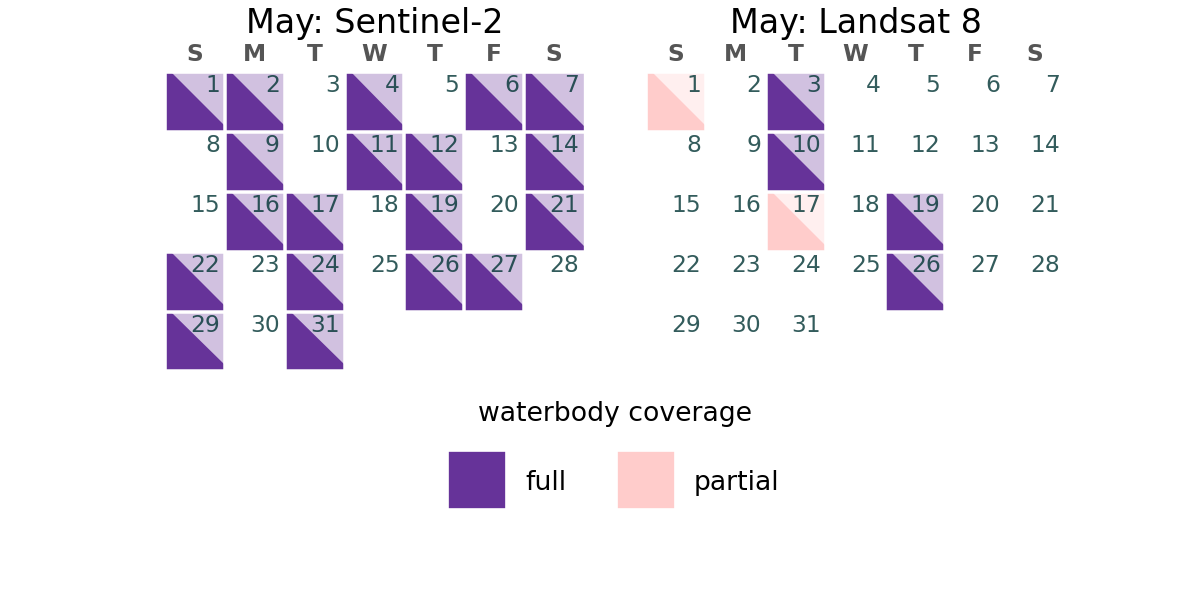 May: Sentinel-2
S M T W T F S
1 2 3 4 5 6 7
8 9 10 11 12 13 14
15 16 17 18 19 20 21
22 23 24 25 26 27 28
29 30 31
May: Landsat 8
S M T W T F S
1 2 3 4 5 6 7
8 9 10 11 12 13 14
15 16 17 18 19 20 21
22 23 24 25 26 27 28
29 30 31
waterbody coverage
full partial